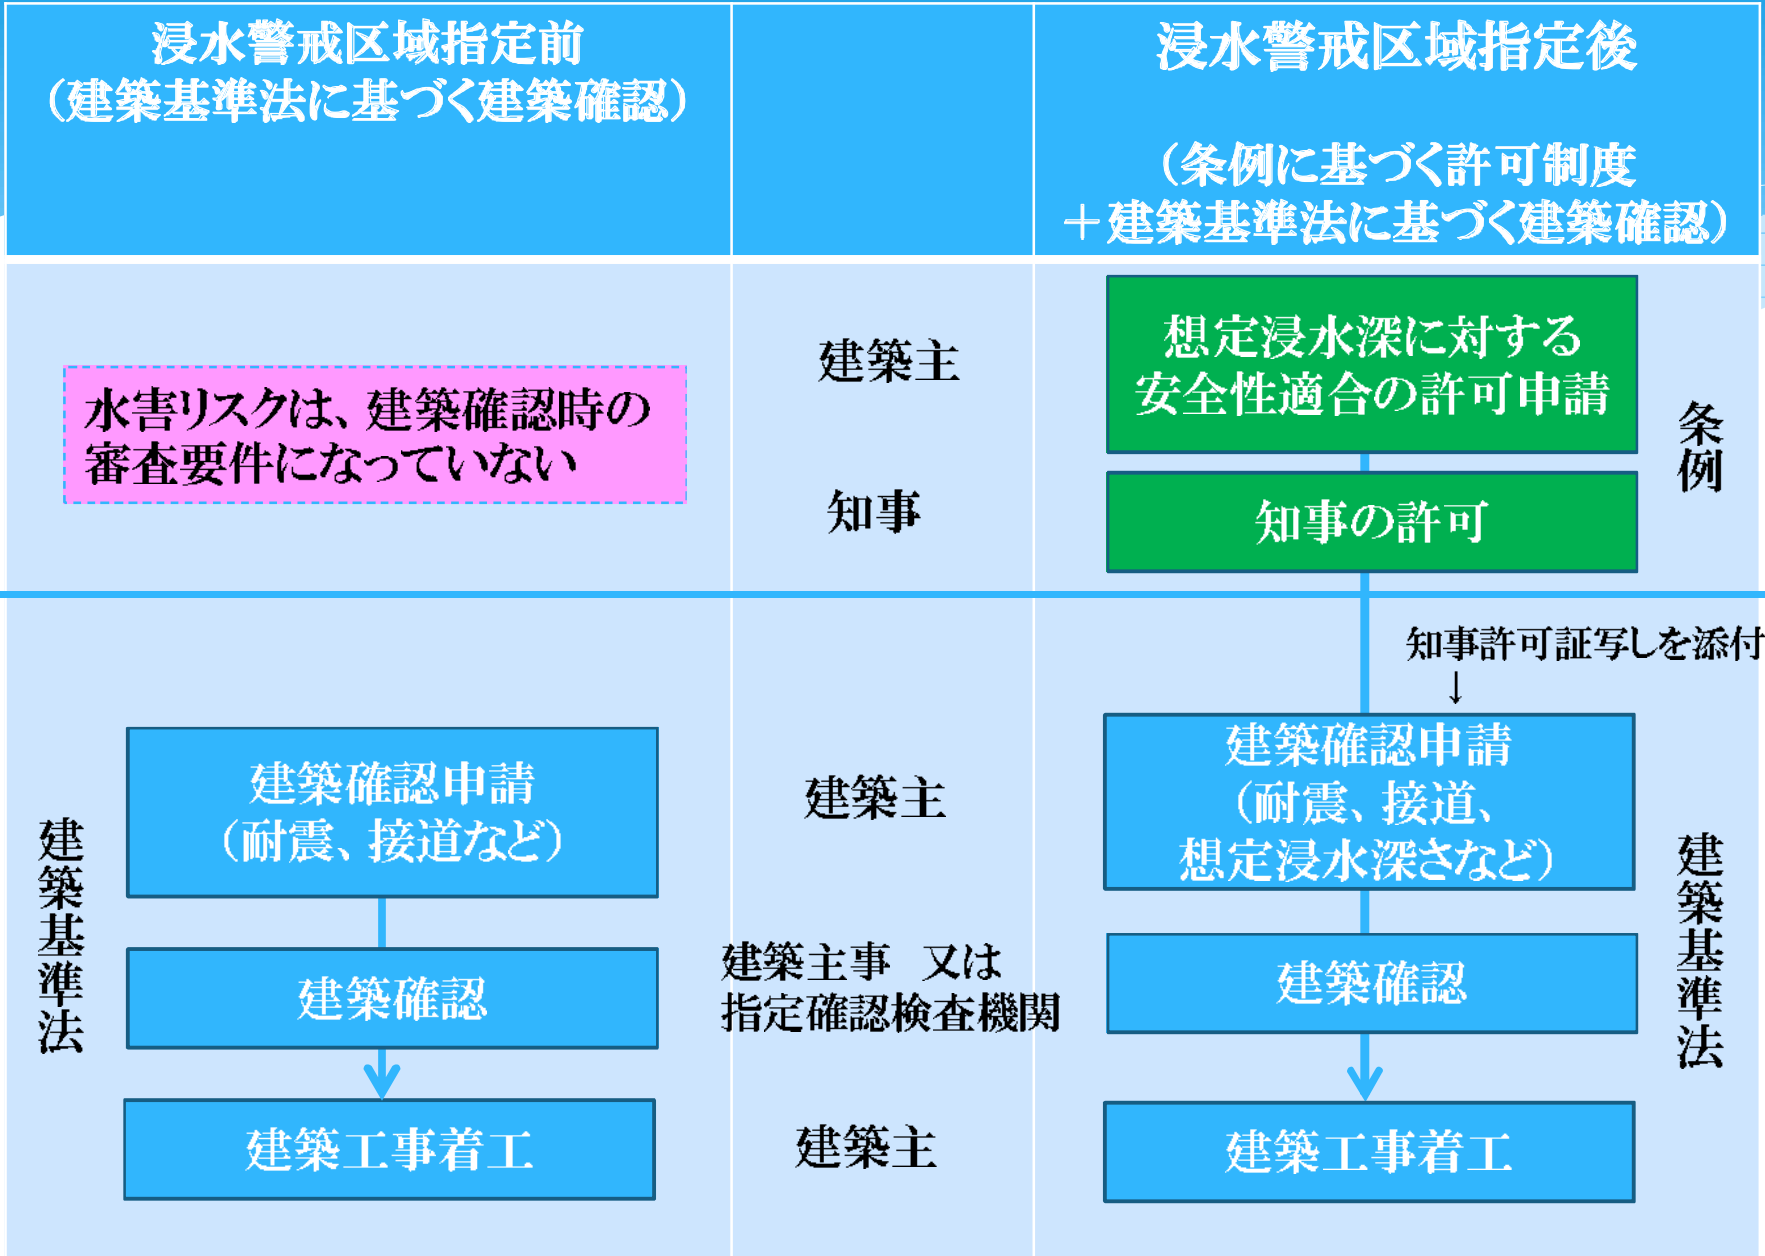 浸水警戒区域指定前
（建築基準法に基づく建築確認）
浸水警戒区域指定後
（条例に基づく許可制度
＋建築基準法に基づく建築確認）
水害リスクは、建築確認時の
審査要件になっていない
建築主
知事
想定浸水深に対する
安全性適合の許可申請
知事の許可
条例
知事許可証写しを添付
↓
建築基準法
建築確認申請
（耐震、接道など）
建築確認
建築工事着工
建築主
建築主事　又は
指定確認検査機関
建築主
建築確認申請
（耐震、接道、
想定浸水深さなど）
建築確認
建築工事着工
建築基準法